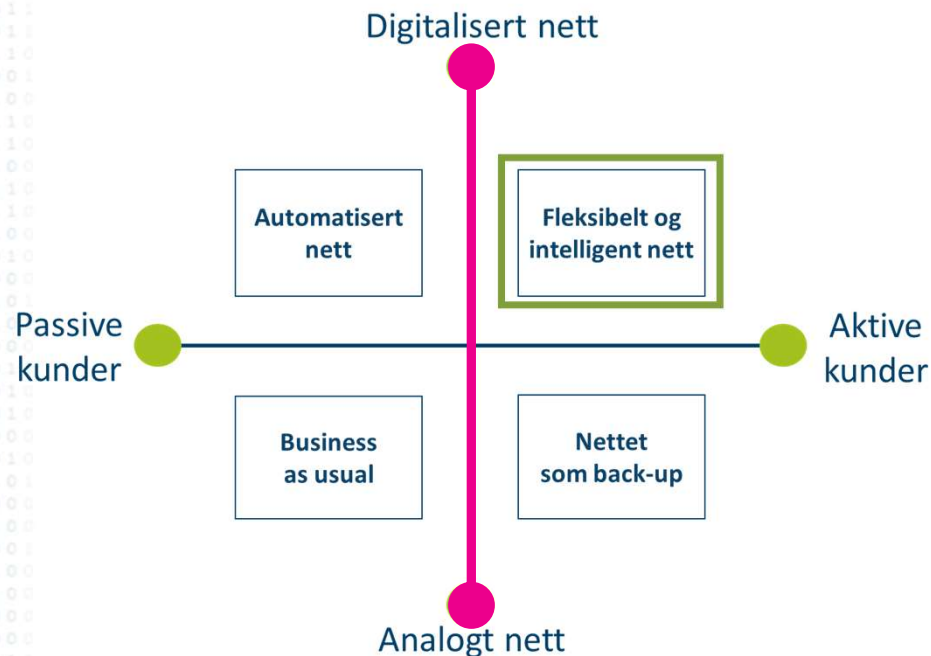 Digitalisert nett
Automatisert
nett
Fleksibelt og
intelligent nett
Passive
kunder
Aktive
kunder
Business
as usual
Nettet
som back-up
Analogt nett